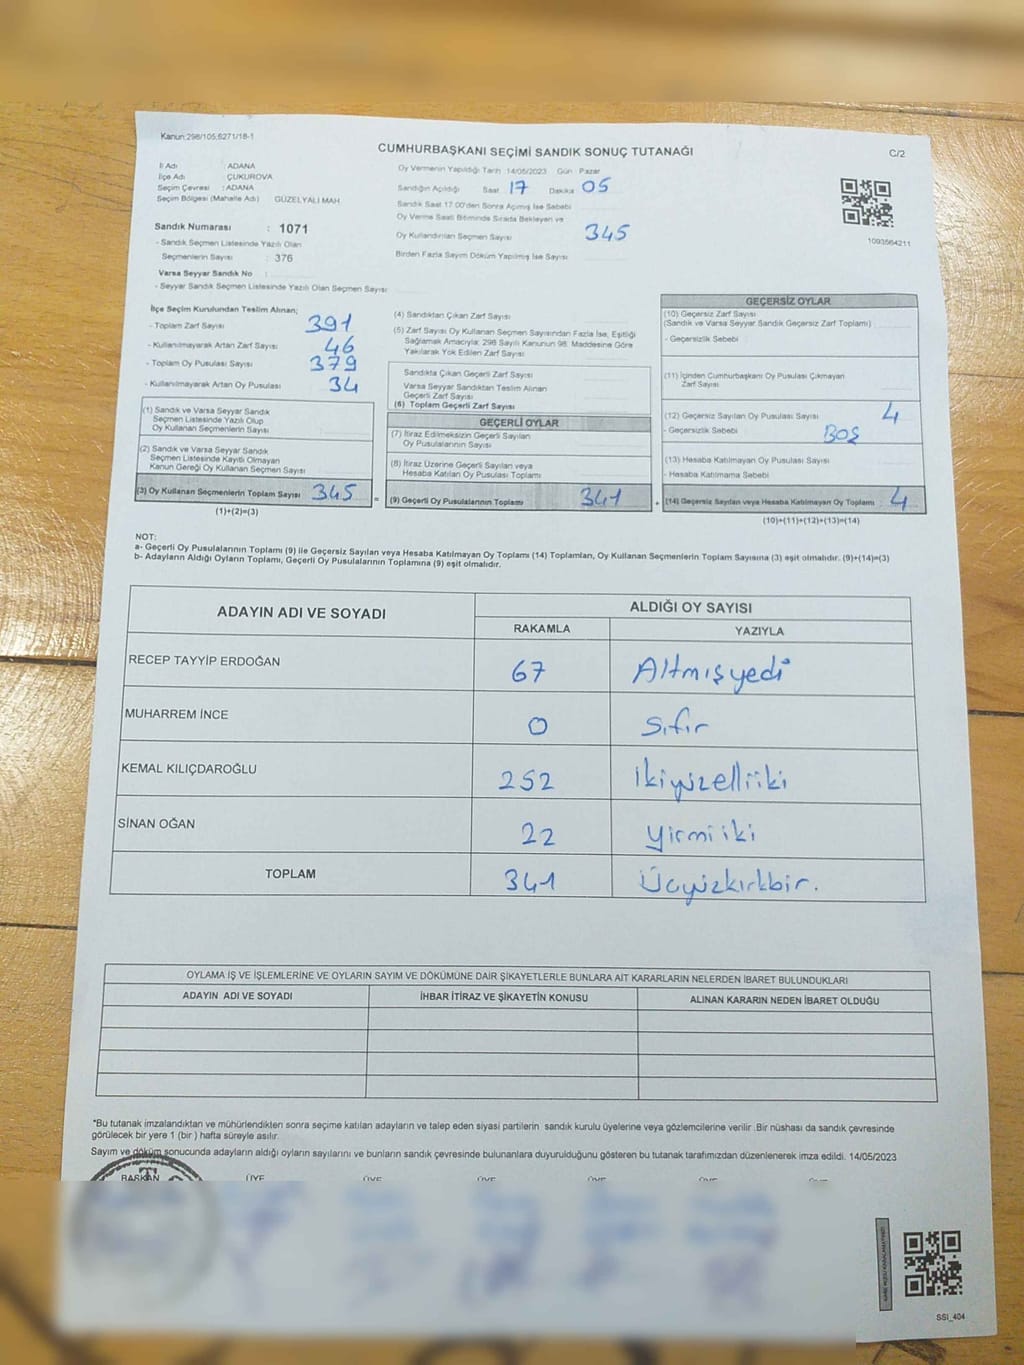 Kanun:298/105,6271/18-1
CUMHURBAŞKANI SEÇİMİ SANDIK SONUÇ TUTANAĞI
C/2
İl Adı : ADANA
İlçe Adı : ÇUKUROVA
Seçim Çevresi : ADANA
Seçim Bölgesi (Mahalle Adı) GÜZELYALI MAH.
Sandık Numarası : 1071
- Sandık Seçmen Listesinde Yazılı Olan
Seçmenlerin Sayısı : 376
Varsa Seyyar Sandık No :
- Seyyar Sandık Seçmen Listesinde Yazılı Olan Seçmen Sayısı:
Oy Vermenin Yapıldığı Tarih 14/05/2023 Gün Pazar
Sandığın Açıldığı Saat 17 Dakika 05
Sandık Saat 17:00'den Sonra Açılmış İse Sebebi
Oy Verme Saati Bitiminde Sırada Bekleyen ve
Oy Kullandırılan Seçmen Sayısı 345
Birden Fazla Sayım Döküm Yapılmış İse Sayısı
1093564211
İlçe Seçim Kurulundan Teslim Alınan;
- Toplam Zarf Sayısı 391
- Kullanılmayarak Artan Zarf Sayısı 46
- Toplam Oy Pusulası Sayısı 379
- Kullanılmayarak Artan Oy Pusulası 34
(1) Sandık ve Varsa Seyyar Sandık
Seçmen Listesinde Yazılı Olup
Oy Kullanan Seçmenlerin Sayısı
(2) Sandık ve Varsa Seyyar Sandık
Seçmen Listesinde Kayıtlı Olmayan
Kanun Gereği Oy Kullanan Seçmen Sayısı
(3) Oy Kullanan Seçmenlerin Toplam Sayısı 345 =
(1)+(2)=(3)
(4) Sandıktan Çıkan Zarf Sayısı
(5) Zarf Sayısı Oy Kullanan Seçmen Sayısından Fazla İse, Eşitliği
Sağlamak Amacıyla; 298 Sayılı Kanunun 98. Maddesine Göre
Yakılarak Yok Edilen Zarf Sayısı
Sandıkta Çıkan Geçerli Zarf Sayısı
Varsa Seyyar Sandıktan Teslim Alınan
Geçerli Zarf Sayısı
(6) Toplam Geçerli Zarf Sayısı
GEÇERLİ OYLAR
(7) İtiraz Edilmeksizin Geçerli Sayılan
Oy Pusulalarının Sayısı
(8) İtiraz Üzerine Geçerli Sayılan veya
Hesaba Katılan Oy Pusulası Toplamı
(9) Geçerli Oy Pusulalarının Toplamı 341 +
GEÇERSİZ OYLAR
(10) Geçersiz Zarf Sayısı
(Sandık ve Varsa Seyyar Sandık Geçersiz Zarf Toplamı)
- Geçersizlik Sebebi
(11) İçinden Cumhurbaşkanı Oy Pusulası Çıkmayan
Zarf Sayısı
(12) Geçersiz Sayılan Oy Pusulası Sayısı 4
- Geçersizlik Sebebi BOŞ
(13) Hesaba Katılmayan Oy Pusulası Sayısı
- Hesaba Katılmama Sebebi
(14) Geçersiz Sayılan veya Hesaba Katılmayan Oy Toplamı 4
(10)+(11)+(12)+(13)=(14)
NOT:
a- Geçerli Oy Pusulalarının Toplamı (9) ile Geçersiz Sayılan veya Hesaba Katılmayan Oy Toplamı (14) Toplamları, Oy Kullanan Seçmenlerin Toplam Sayısına (3) eşit olmalıdır. (9)+(14)=(3)
b- Adayların Aldığı Oyların Toplamı, Geçerli Oy Pusulalarının Toplamına (9) eşit olmalıdır.
ADAYIN ADI VE SOYADI
ALDIĞI OY SAYISI
RAKAMLA YAZIYLA
RECEP TAYYİP ERDOĞAN 67 Altmışyedi
MUHARREM İNCE 0 Sıfır
KEMAL KILIÇDAROĞLU 252 İkiyüzelliiki
SİNAN OĞAN 22 yirmiiki
TOPLAM 341 Üçyüzkırkbir.
OYLAMA İŞ VE İŞLEMLERİNE VE OYLARIN SAYIM VE DÖKÜMÜNE DAİR ŞİKAYETLERLE BUNLARA AİT KARARLARIN NELERDEN İBARET BULUNDUKLARI
ADAYIN ADI VE SOYADI İHBAR İTİRAZ VE ŞİKAYETİN KONUSU ALINAN KARARIN NEDEN İBARET OLDUĞU
*Bu tutanak imzalandıktan ve mühürlendikten sonra seçime katılan adayların ve talep eden siyasi partilerin sandık kurulu üyelerine veya gözlemcilerine verilir .Bir nüshası da sandık çevresinde
görülecek bir yere 1 (bir ) hafta süreyle asılır.
Sayım ve döküm sonucunda adayların aldığı oyların sayılarını ve bunların sandık çevresinde bulunanlara duyurulduğunu gösteren bu tutanak tarafımızdan düzenlenerek imza edildi. 14/05/2023
BAŞKAN ÜYE ÜYE ÜYE ÜYE ÜYE
SSI_404